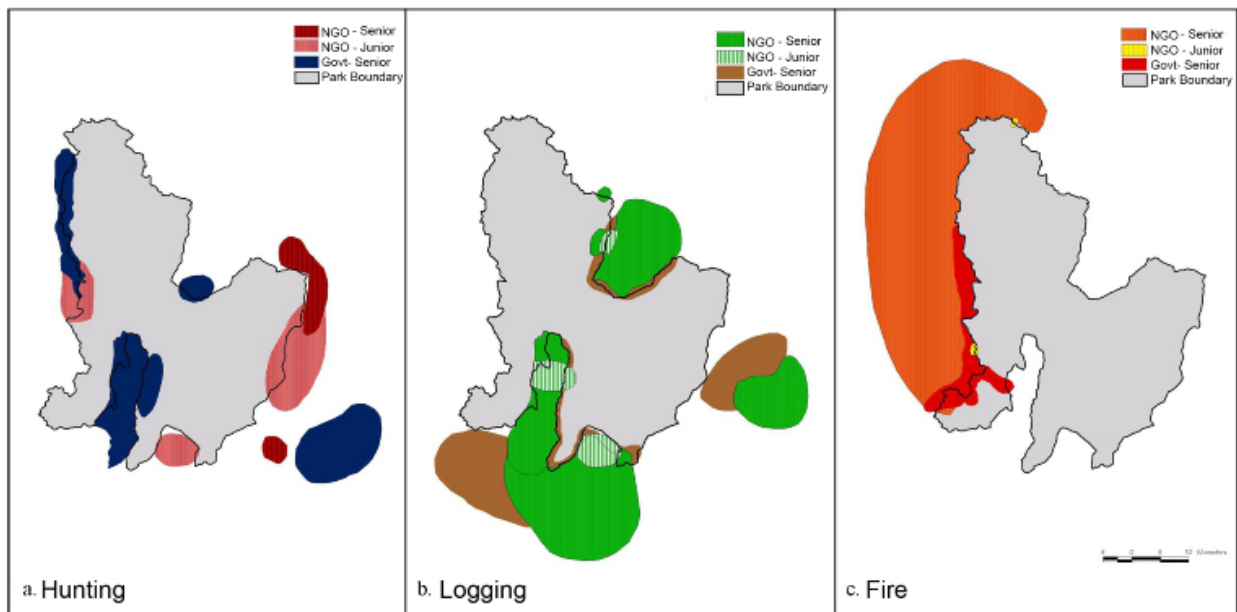 NGO - Senior
NGO - Junior
Govt- Senior
Park Boundary
a. Hunting
NGO - Senior
NGO - Junior
Govt- Senior
Park Boundary
b. Logging
NGO - Senior
NGO - Junior
Govt- Senior
Park Boundary
c. Fire